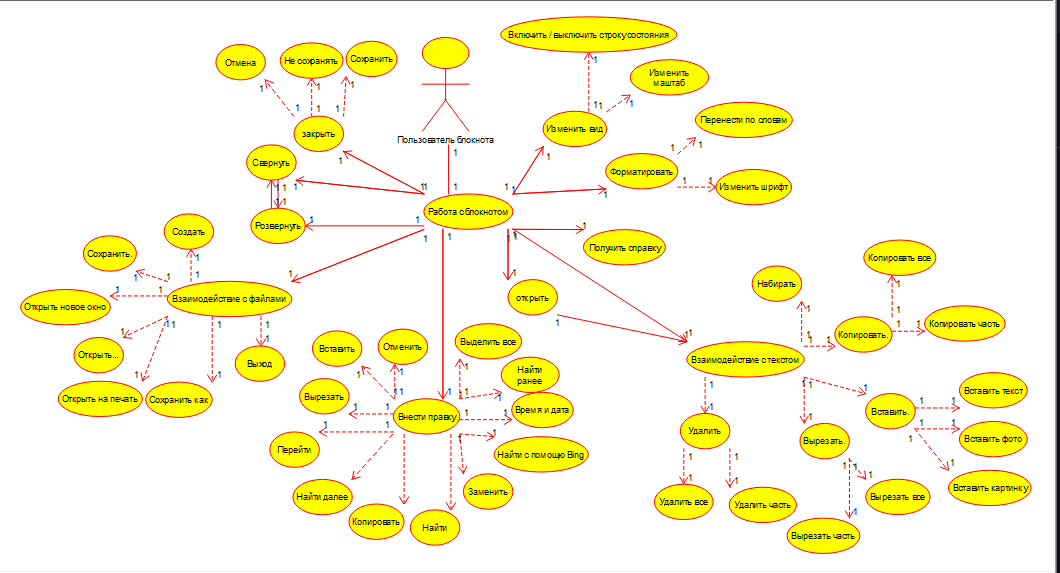 Включить / выключить строку состояния
Отмена
Не сохранять
Сохранить
Изменить
маштаб
Перенести по словам
Изменить вид
закрыть
Пользователь блокнота
Свернуть
Форматировать
Изменить шрифт
Работа с блокнотом
Розвернуть
Создать
Получить справку
Сохранить.
Копировать все
Набирать
открыть
Взаимодействие с файлами
Открыть новое окно
Копировать часть
Копировать.
Вставить
Отменить
Выделить все
Открыть...
Выход
Взаимодействие с текстом
Найти
ранее
Вставить текст
Вырезать
Открыть на печать
Сохранить как
Время и дата
Внести правку
Вставить.
Удалить
Вырезать.
Вставить фото
Перейти
Найти с помощю Bing
Вставить картинку
Найти далее
Заменить
Вырезать все
Удалить все
Удалить часть
Копировать
Найти
Вырезать часть